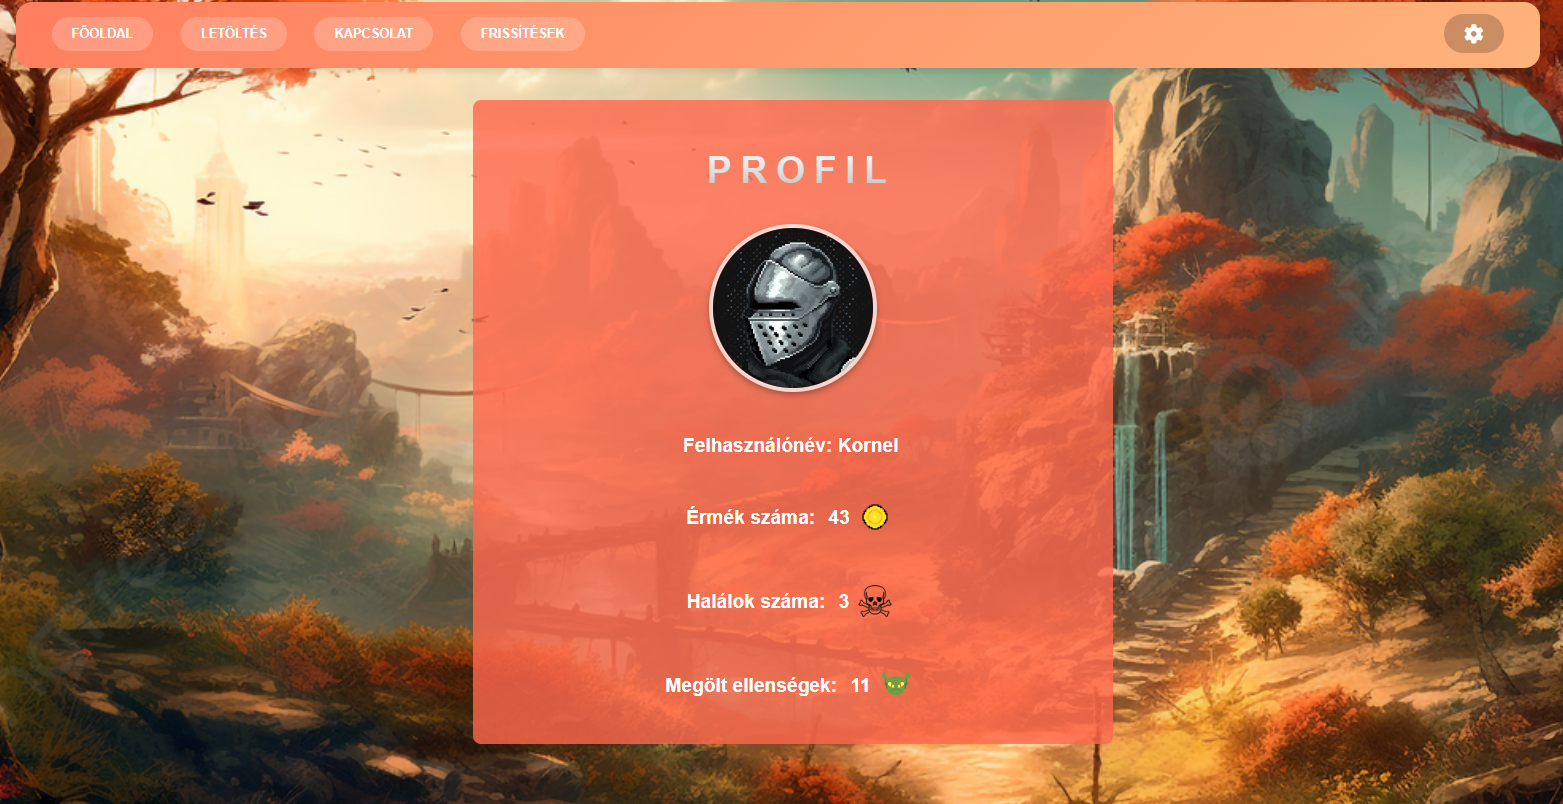 FŐOLDAL LETÖLTÉS KAPCSOLAT FRISSÍTÉSEK
PROFIL
Felhasználónév: Kornel
Érmék száma: 43
Halálok száma: 3
Megölt ellenségek: 11